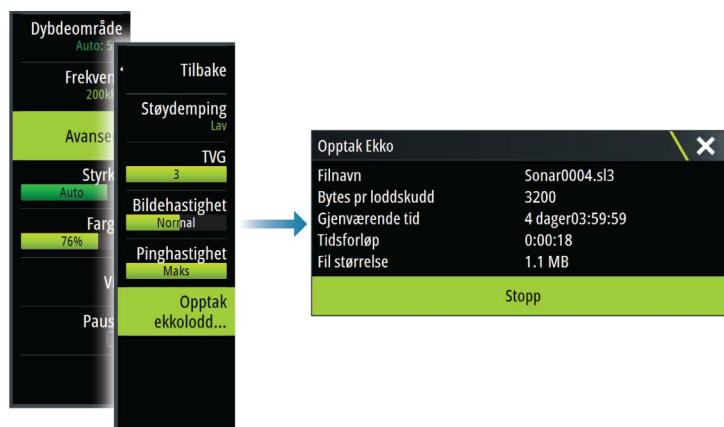 Dybdeområde
Auto: 5
Frekven
200k
Avanse
Styrk
Auto
Farg
76%
V
Paus
Tilbake
Støydemping
Lav
TVG
3
Bildehastighet
Normal
Pinghastighet
Maks
Opptak
ekkolodd...
Opptak Ekko
Filnavn Sonar0004.sl3
Bytes pr loddskudd 3200
Gjenværende tid 4 dager03:59:59
Tidsforløp 0:00:18
Fil størrelse 1.1 MB
Stopp